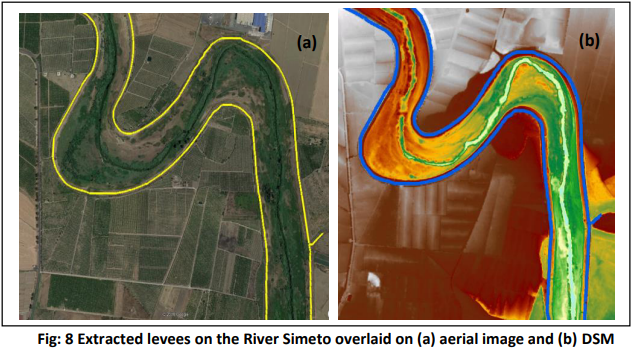 (a)
(b)
Fig: 8 Extracted levees on the River Simeto overlaid on (a) aerial image and (b) DSM